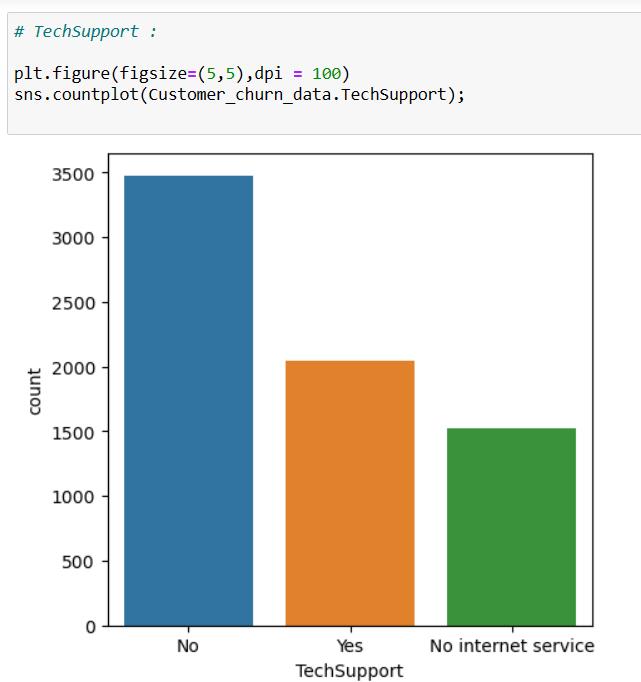 # TechSupport :
plt.figure(figsize=(5,5),dpi = 100)
sns.countplot(Customer_churn_data.TechSupport);
3500
3000
2500
2000
1500
1000
500
0
count
No Yes No internet service
TechSupport